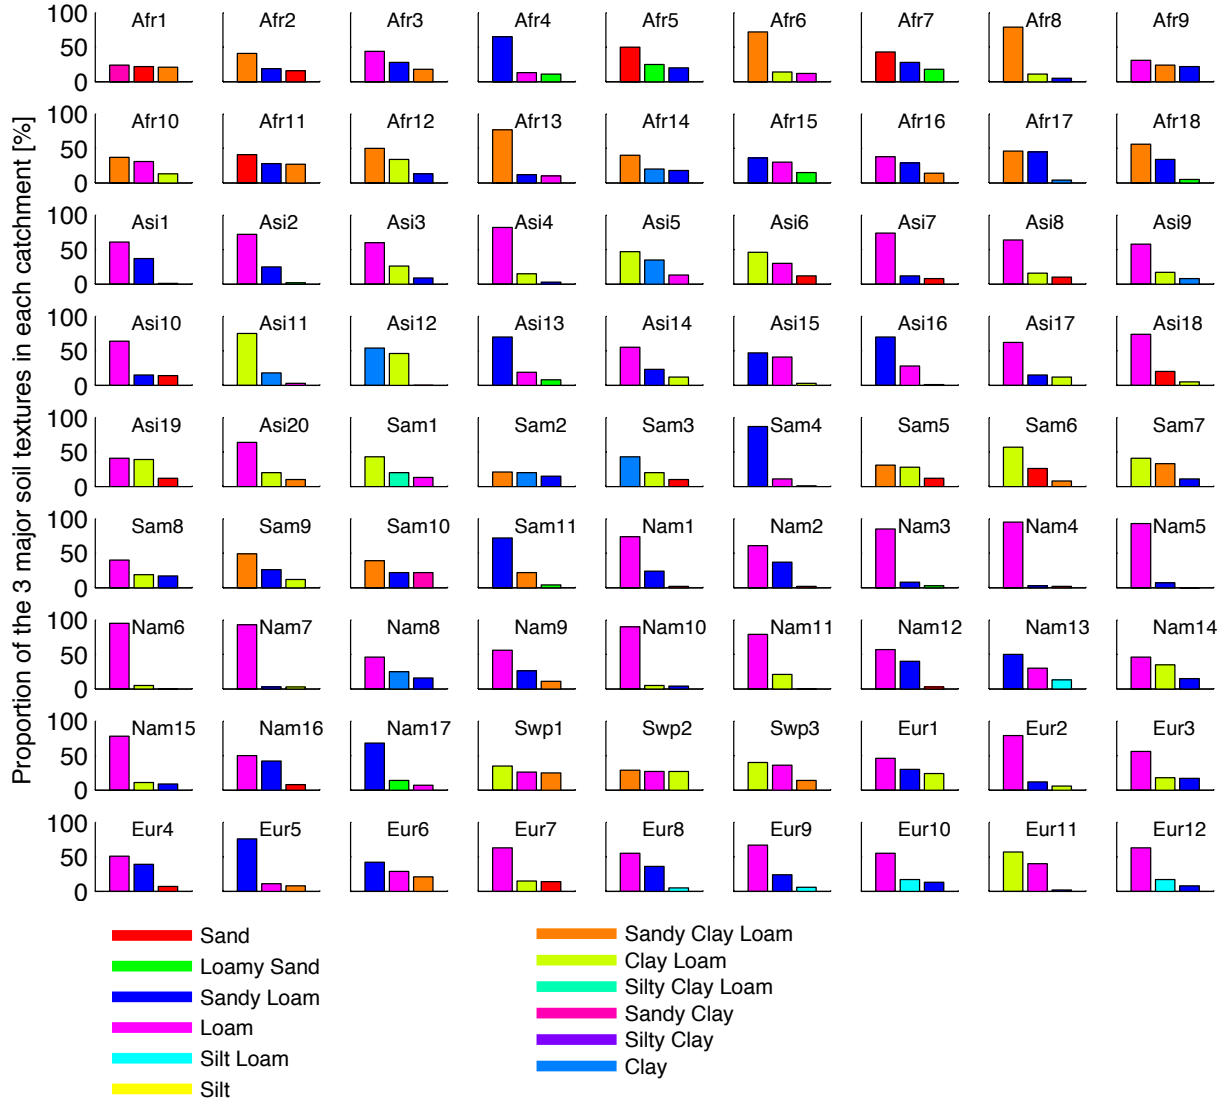 Proportion of the 3 major soil textures in each catchment [%]
100 Afr1 Afr2 Afr3 Afr4 Afr5 Afr6 Afr7 Afr8 Afr9
50
0
100 Afr10 Afr11 Afr12 Afr13 Afr14 Afr15 Afr16 Afr17 Afr18
50
0
100 Asi1 Asi2 Asi3 Asi4 Asi5 Asi6 Asi7 Asi8 Asi9
50
0
100 Asi10 Asi11 Asi12 Asi13 Asi14 Asi15 Asi16 Asi17 Asi18
50
0
100 Asi19 Asi20 Sam1 Sam2 Sam3 Sam4 Sam5 Sam6 Sam7
50
0
100 Sam8 Sam9 Sam10 Sam11 Nam1 Nam2 Nam3 Nam4 Nam5
50
0
100 Nam6 Nam7 Nam8 Nam9 Nam10 Nam11 Nam12 Nam13 Nam14
50
0
100 Nam15 Nam16 Nam17 Swp1 Swp2 Swp3 Eur1 Eur2 Eur3
50
0
100 Eur4 Eur5 Eur6 Eur7 Eur8 Eur9 Eur10 Eur11 Eur12
50
0
Sand
Loamy Sand
Sandy Loam
Loam
Silt Loam
Silt
Sandy Clay Loam
Clay Loam
Silty Clay Loam
Sandy Clay
Silty Clay
Clay